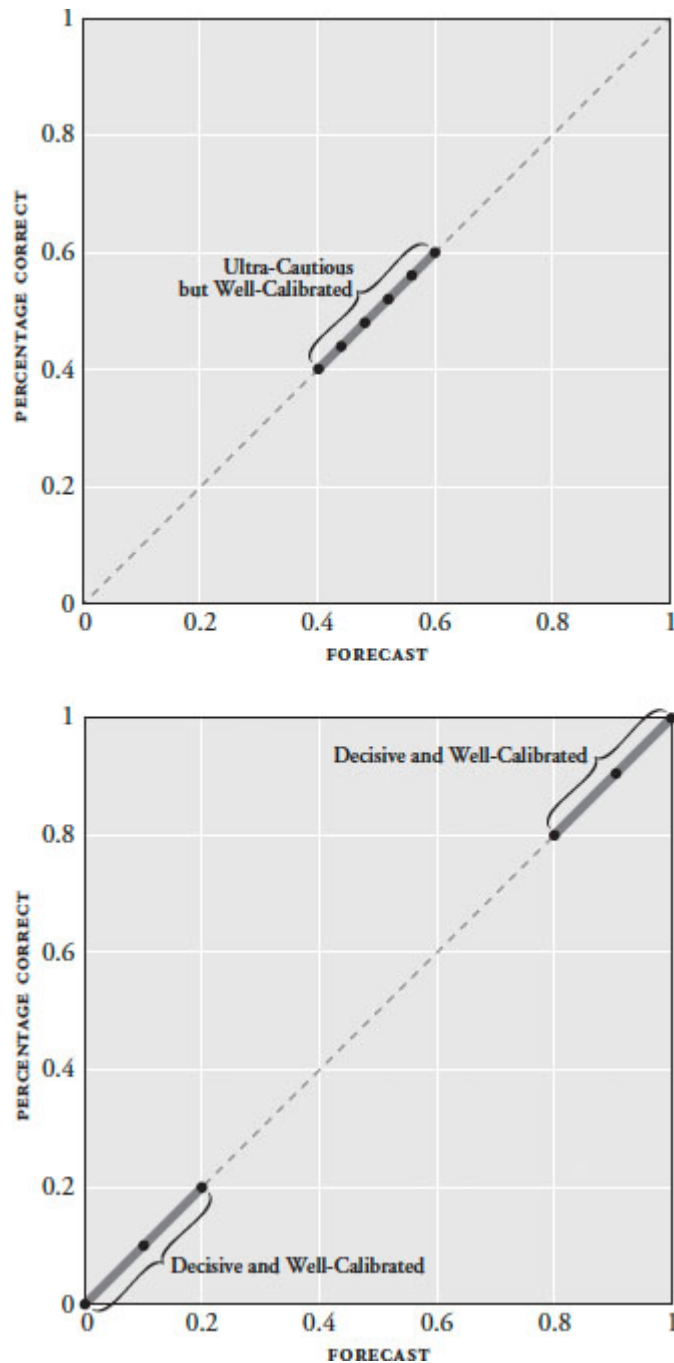 1
0.8
0.6
0.4
0.2
0
PERCENTAGE CORRECT
Ultra-Cautious
but Well-Calibrated
0 0.2 0.4 0.6 0.8 1
FORECAST
1
0.8
0.6
0.4
0.2
0
PERCENTAGE CORRECT
Decisive and Well-Calibrated
Decisive and Well-Calibrated
0 0.2 0.4 0.6 0.8 1
FORECAST